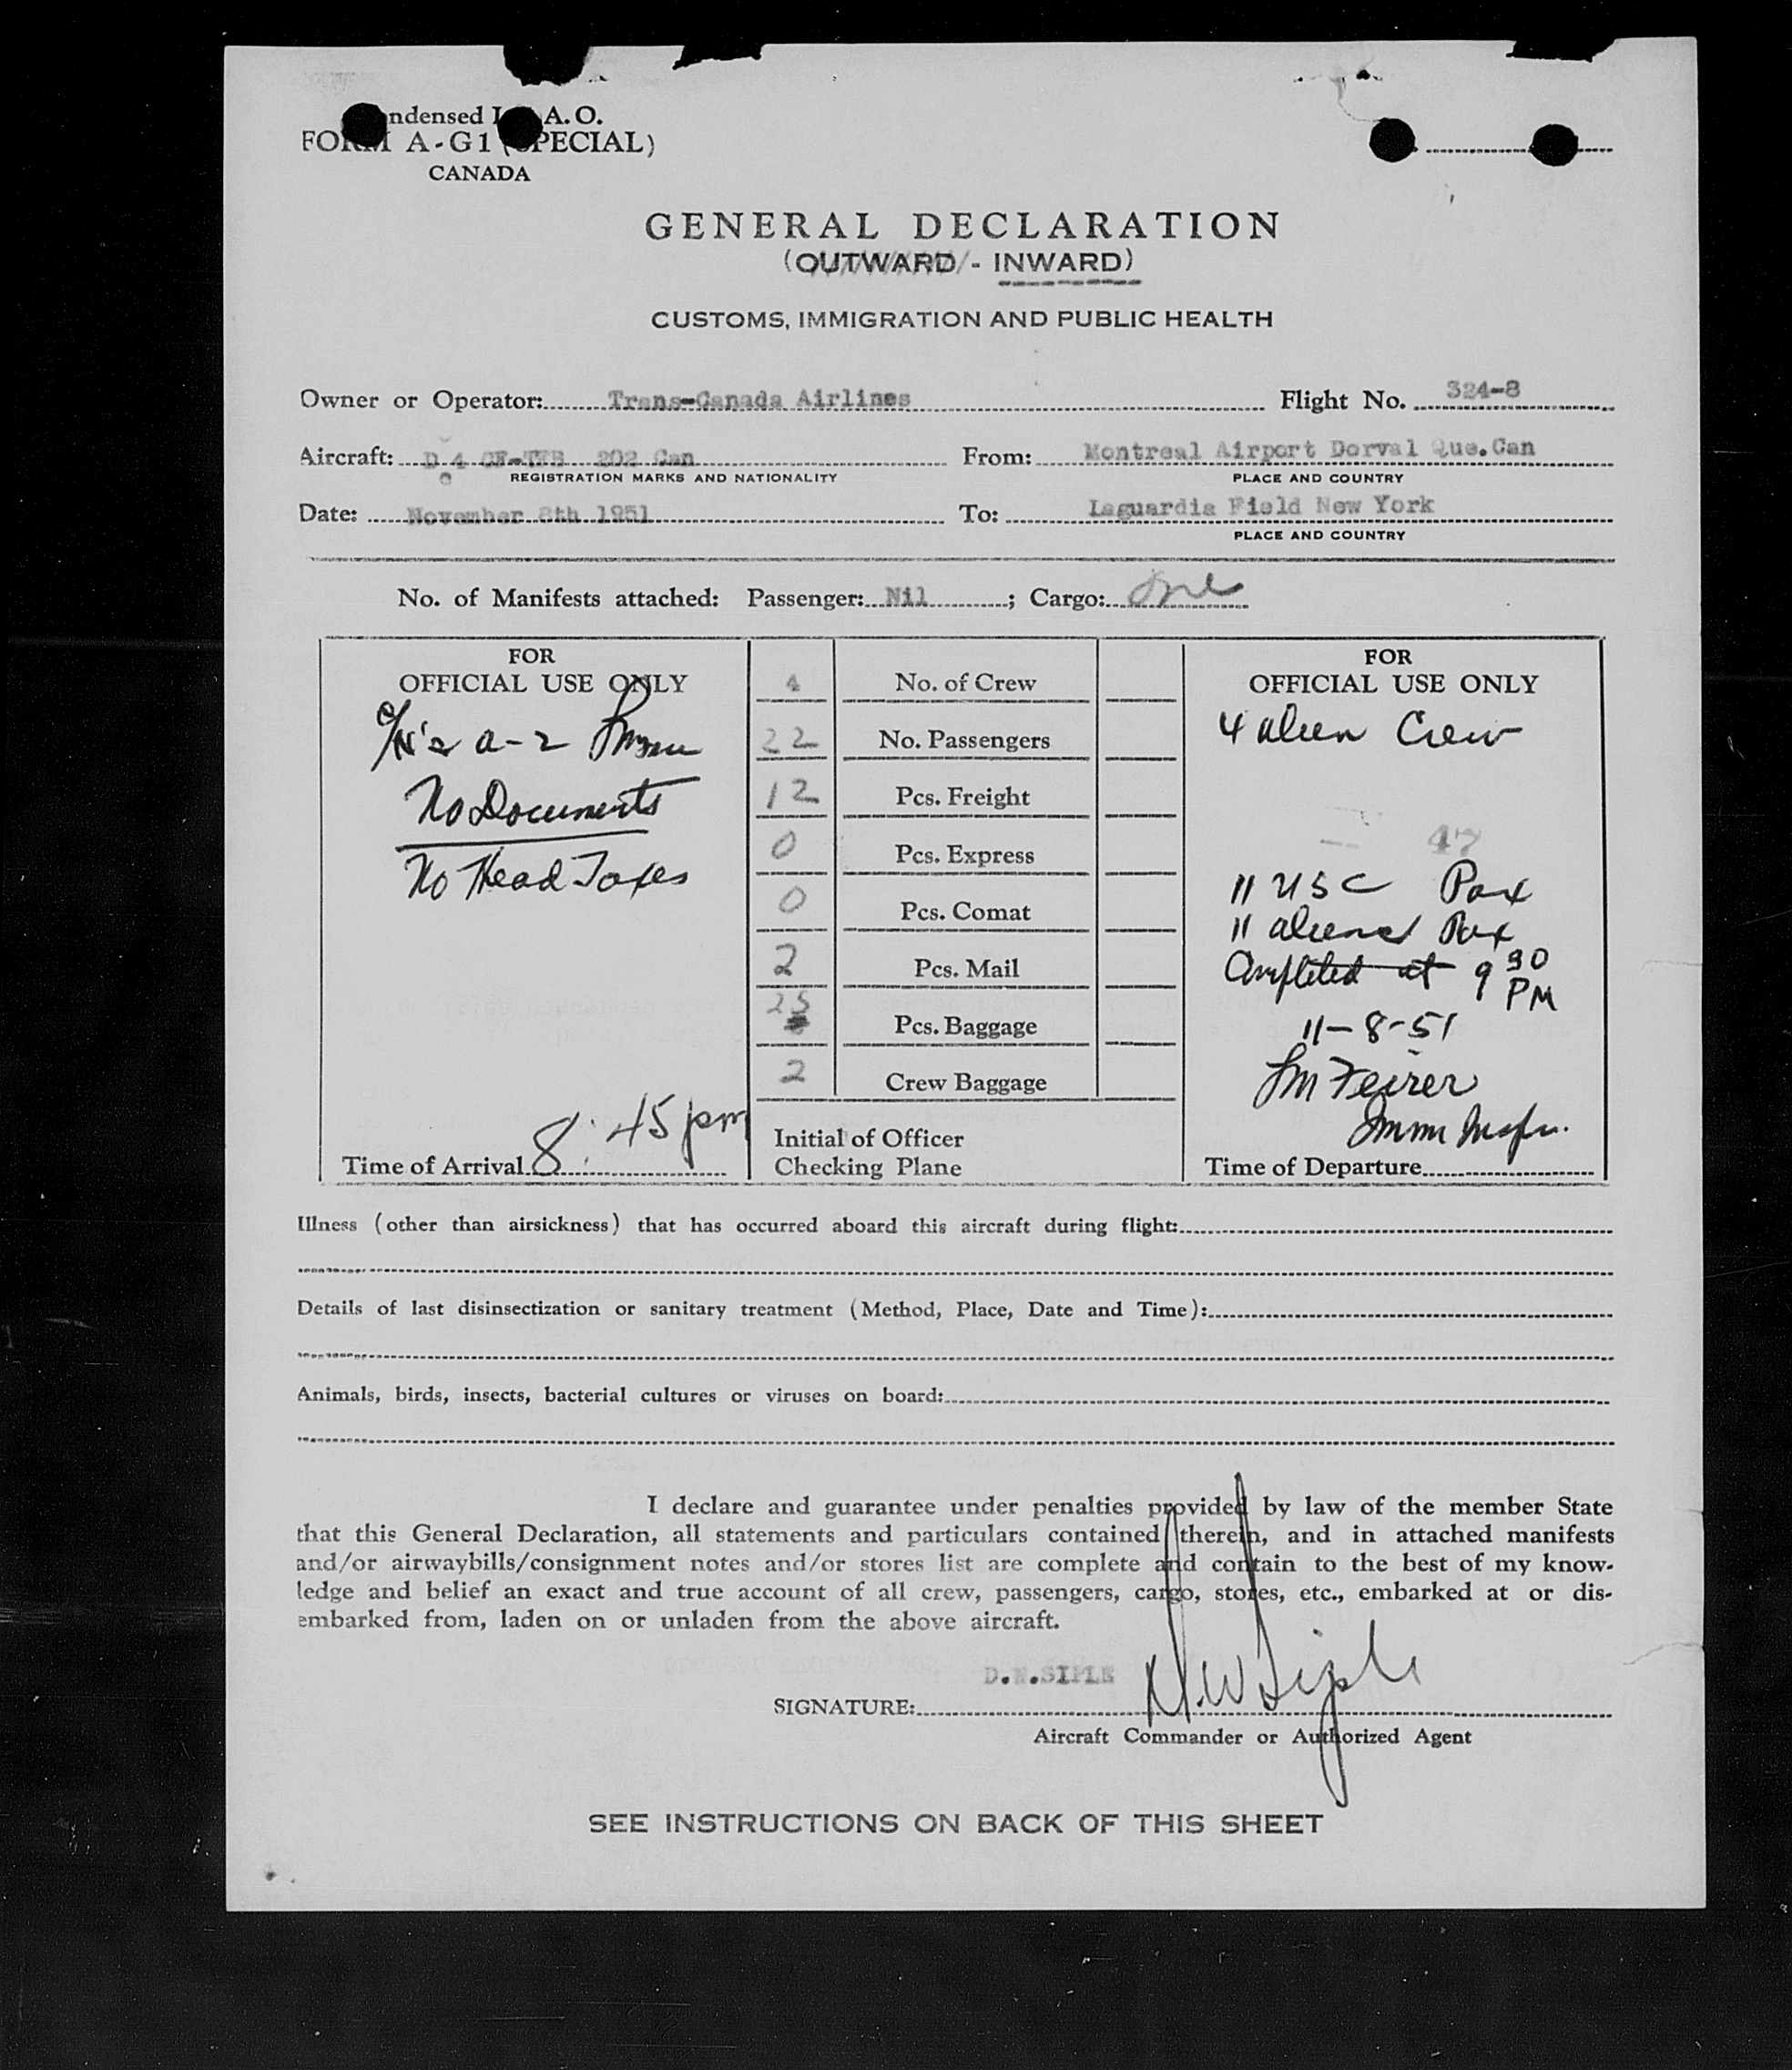 ndensed I A.O.
FORM A-G1 (SPECIAL)
CANADA
GENERAL DECLARATION
(OUTWARD - INWARD)
CUSTOMS, IMMIGRATION AND PUBLIC HEALTH
Owner or Operator: Trans-Canada Airlines Flight No. 324-8
Aircraft: 202 Can From: Montreal Airport Dorval Que.Can
REGISTRATION MARKS AND NATIONALITY PLACE AND COUNTRY
Date: November 8th 1951 To: Laguardia Field New York
PLACE AND COUNTRY
No. of Manifests attached: Passenger: Nil ; Cargo: One
FOR
OFFICIAL USE ONLY
a-2
No Documents
No Head Taxes
Time of Arrival 8:45 pm
4 No. of Crew
22 No. Passengers
12 Pcs. Freight
0 Pcs. Express
0 Pcs. Comat
2 Pcs. Mail
25 Pcs. Baggage
2 Crew Baggage
Initial of Officer
Checking Plane
FOR
OFFICIAL USE ONLY
4 alien Crew
47
11 USC Pax
11 aliens Pax
Completed at 9 30
PM
11-8-51
Feirer
Imm Inspr.
Time of Departure
Illness (other than airsickness) that has occurred aboard this aircraft during flight:
Details of last disinsectization or sanitary treatment (Method, Place, Date and Time):
Animals, birds, insects, bacterial cultures or viruses on board:
I declare and guarantee under penalties provided by law of the member State
that this General Declaration, all statements and particulars contained therein, and in attached manifests
and/or airwaybills/consignment notes and/or stores list are complete and contain to the best of my know-
ledge and belief an exact and true account of all crew, passengers, cargo, stores, etc., embarked at or dis-
embarked from, laden on or unladen from the above aircraft.
D.W.SIPLE
SIGNATURE: D.W. Siple
Aircraft Commander or Authorized Agent
SEE INSTRUCTIONS ON BACK OF THIS SHEET